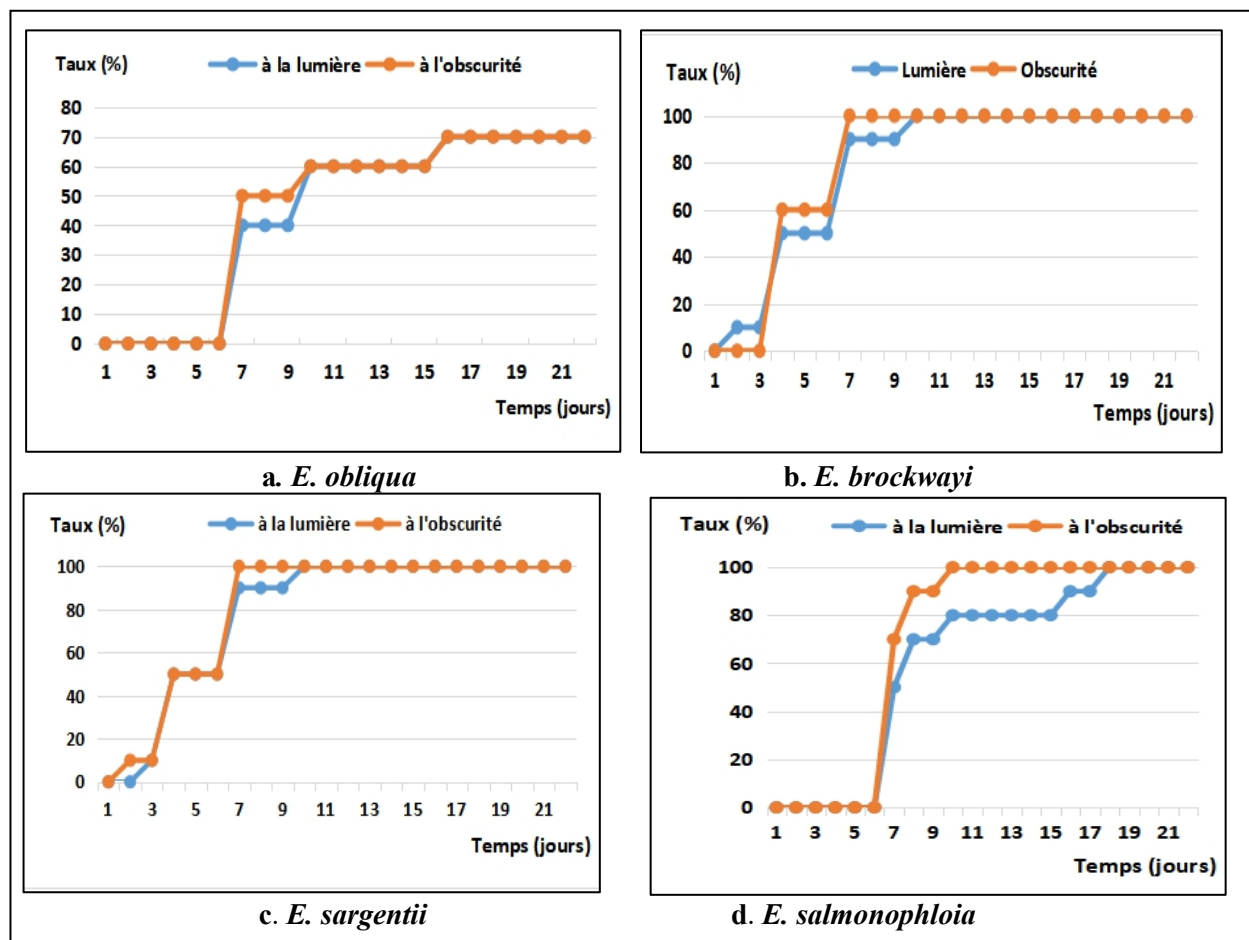 Taux (%) à la lumière à l'obscurité
80
70
60
50
40
30
20
10
0
1 3 5 7 9 11 13 15 17 19 21
Temps (jours)
a. E. obliqua
Taux (%) Lumière Obscurité
100
80
60
40
20
0
1 3 5 7 9 11 13 15 17 19 21
Temps (jours)
b. E. brockwayi
Taux (%) à la lumière à l'obscurité
100
80
60
40
20
0
1 3 5 7 9 11 13 15 17 19 21
Temps (jours)
c. E. sargentii
Taux (%) à la lumière à l'obscurité
100
80
60
40
20
0
1 3 5 7 9 11 13 15 17 19 21
Temps (jours)
d. E. salmonophloia